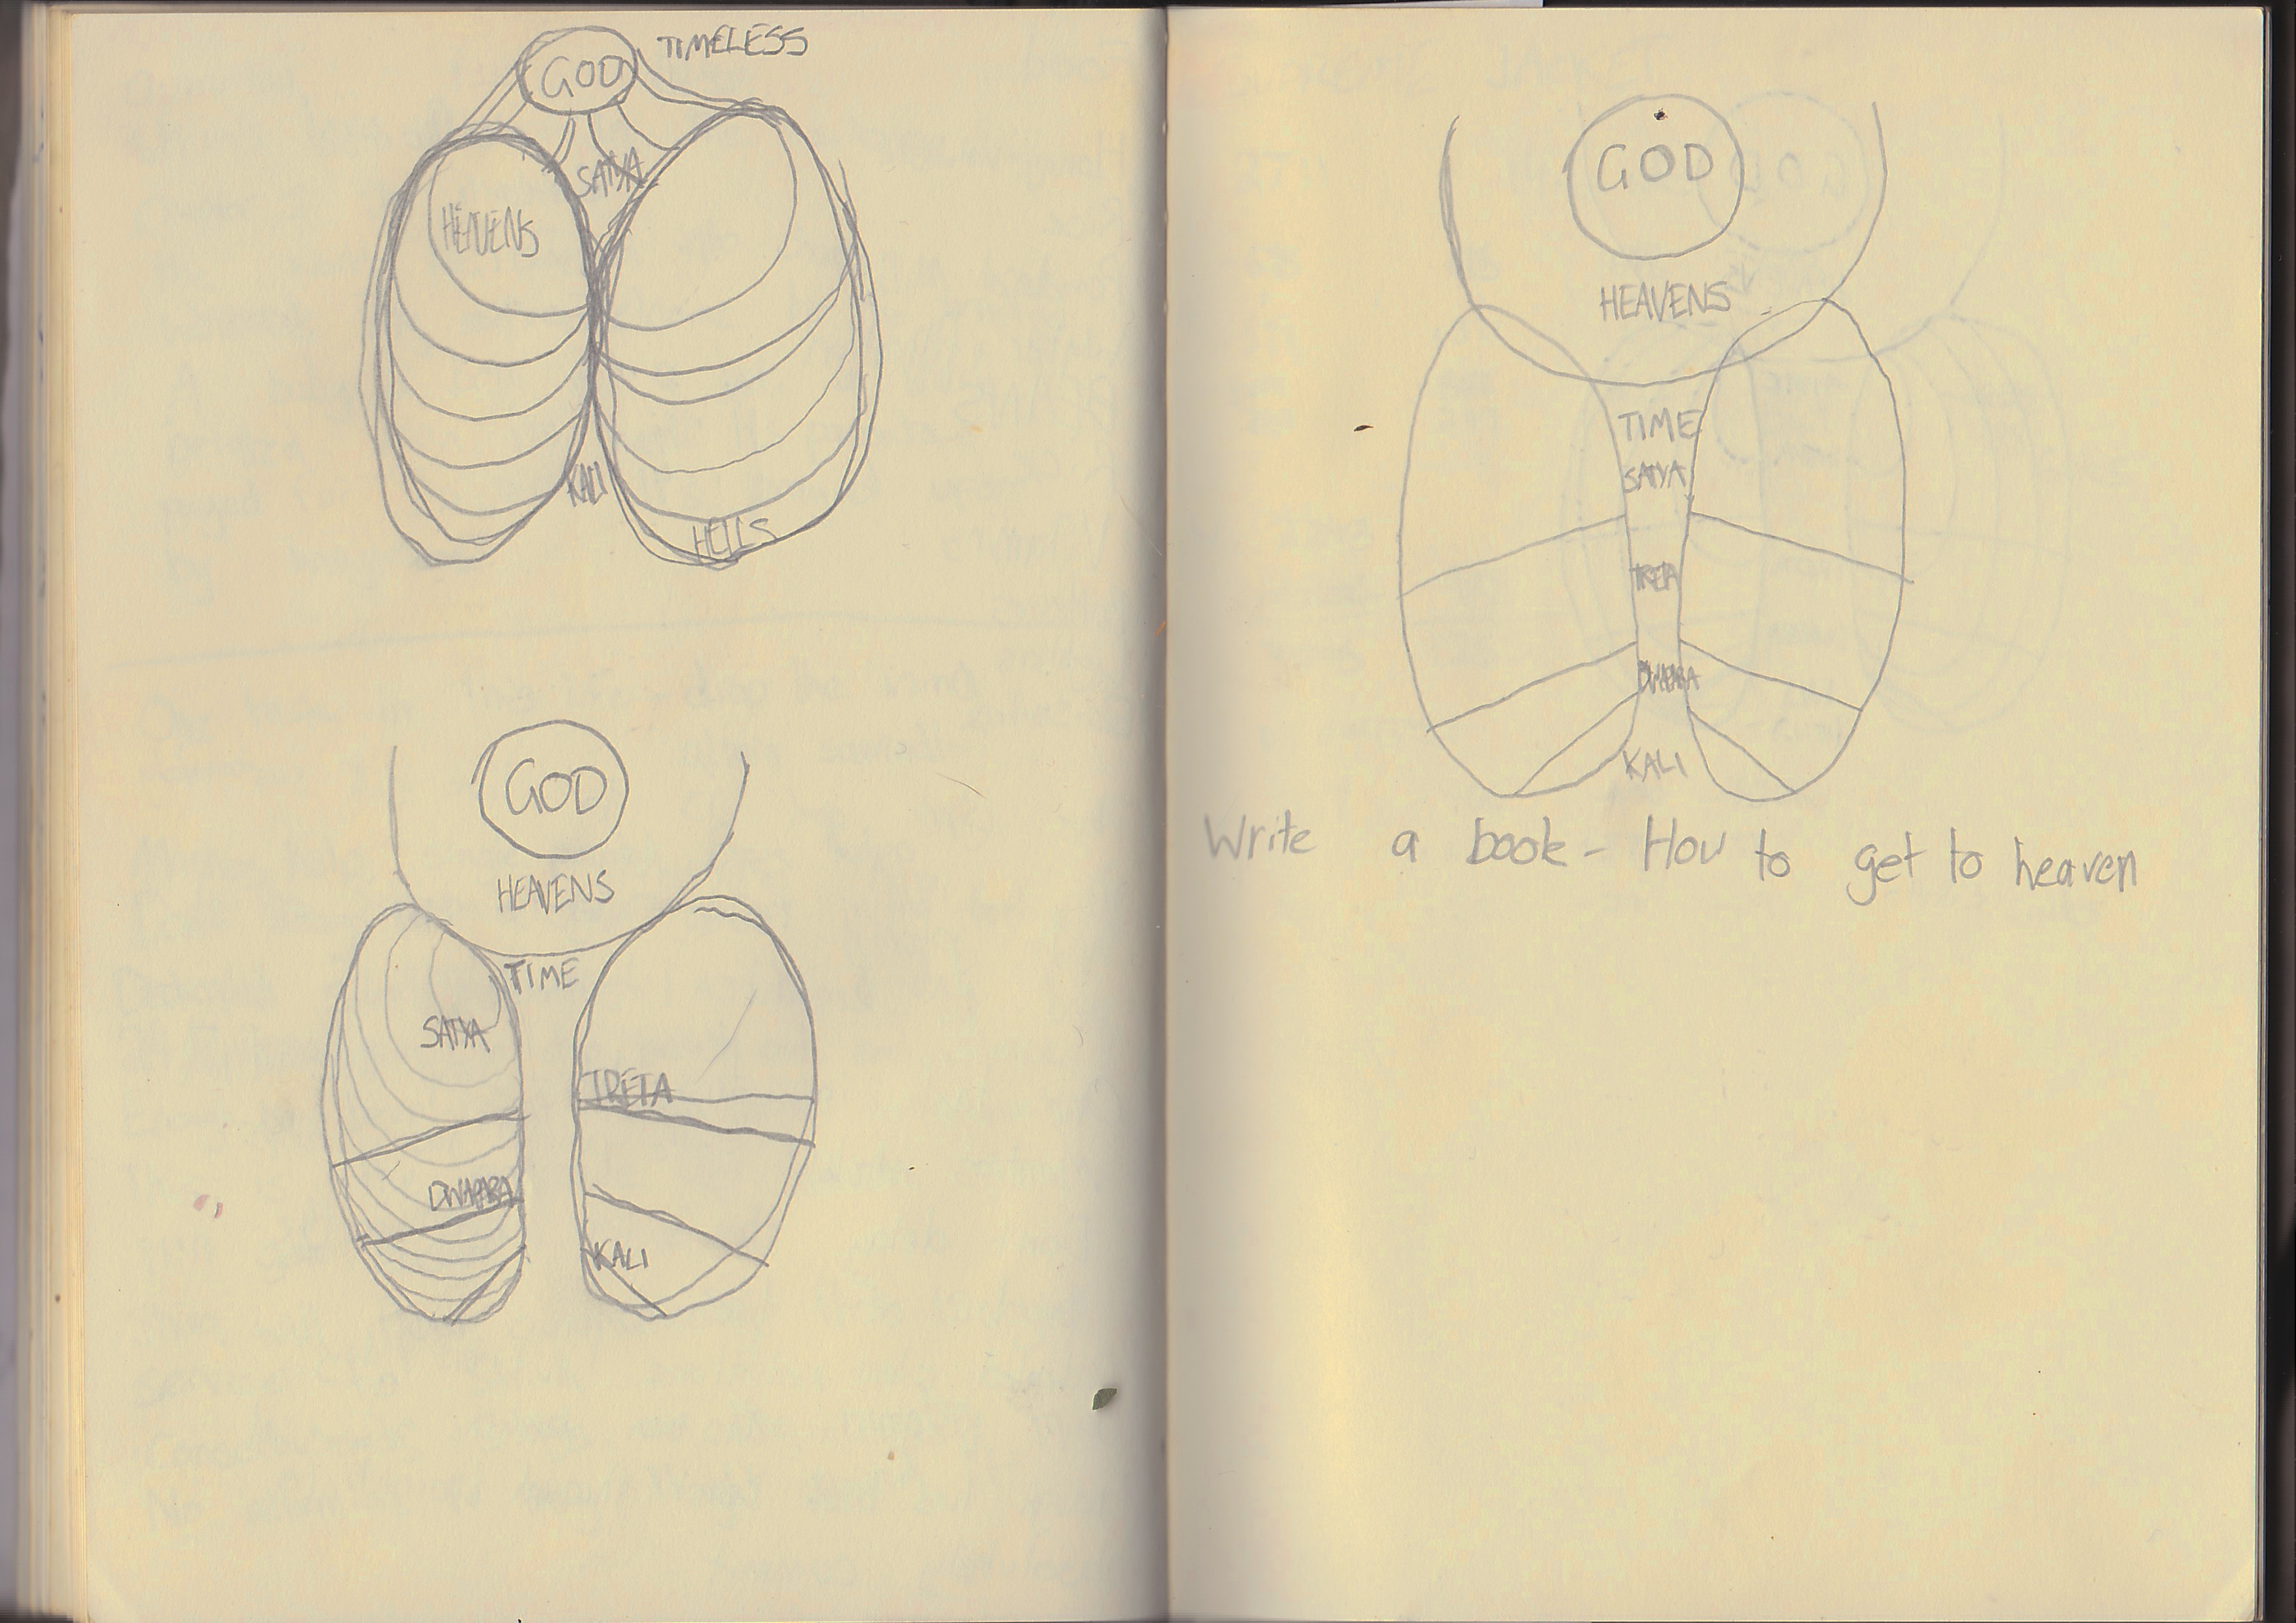 TIMELESS
GOD
SATYA
HEAVENS
KALI
HELLS
GOD
HEAVENS
TIME
SATYA
TRETA
DWAPARA
KALI
GOD
HEAVENS
TIME
SATYA
TRETA
DWAPARA
KALI
Write a book - How to get to heaven